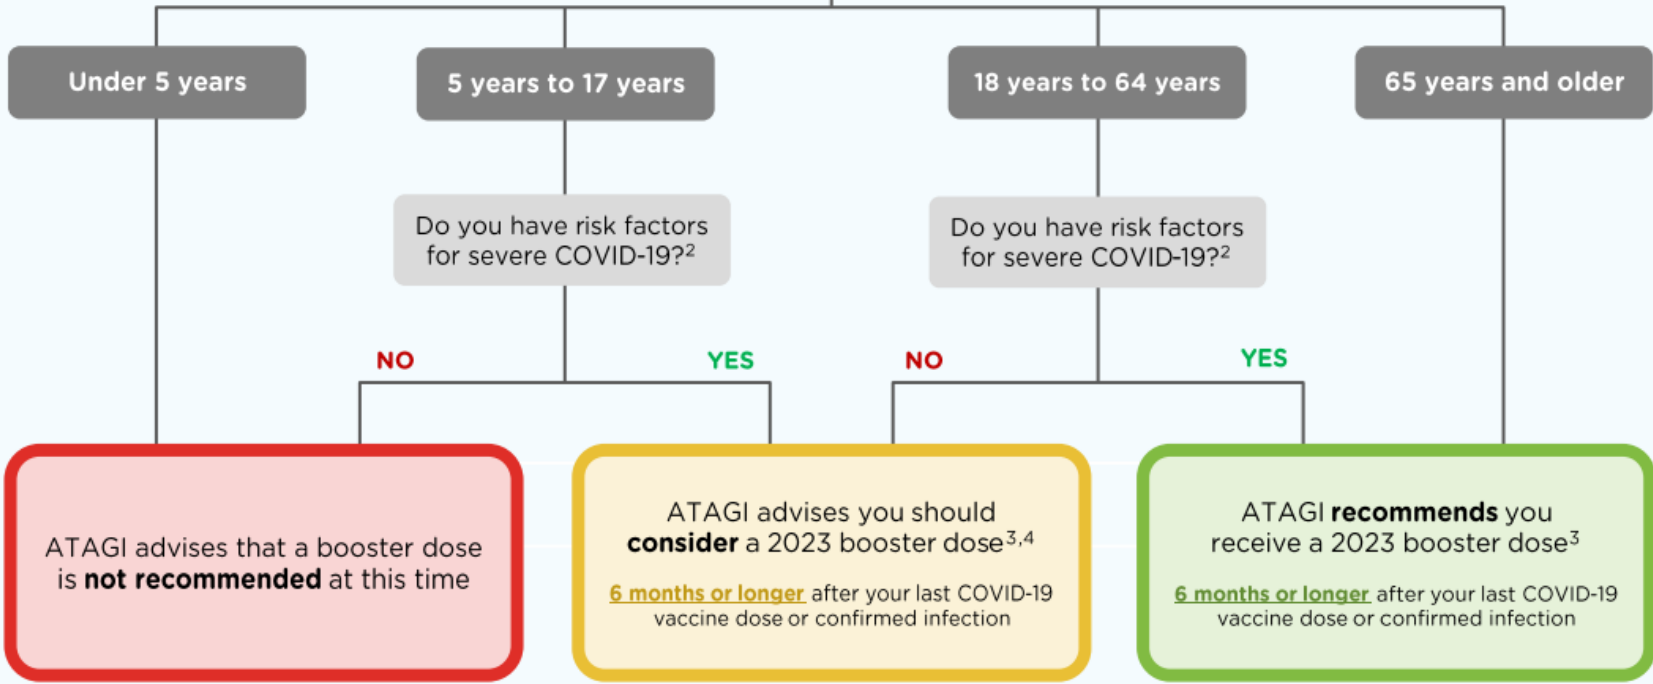 Under 5 years
5 years to 17 years
18 years to 64 years
65 years and older
Do you have risk factors
for severe COVID-19?²
Do you have risk factors
for severe COVID-19?²
NO
YES
NO
YES
ATAGI advises that a booster dose
is not recommended at this time
ATAGI advises you should
consider a 2023 booster dose³,⁴
6 months or longer after your last COVID-19
vaccine dose or confirmed infection
ATAGI recommends you
receive a 2023 booster dose³
6 months or longer after your last COVID-19
vaccine dose or confirmed infection